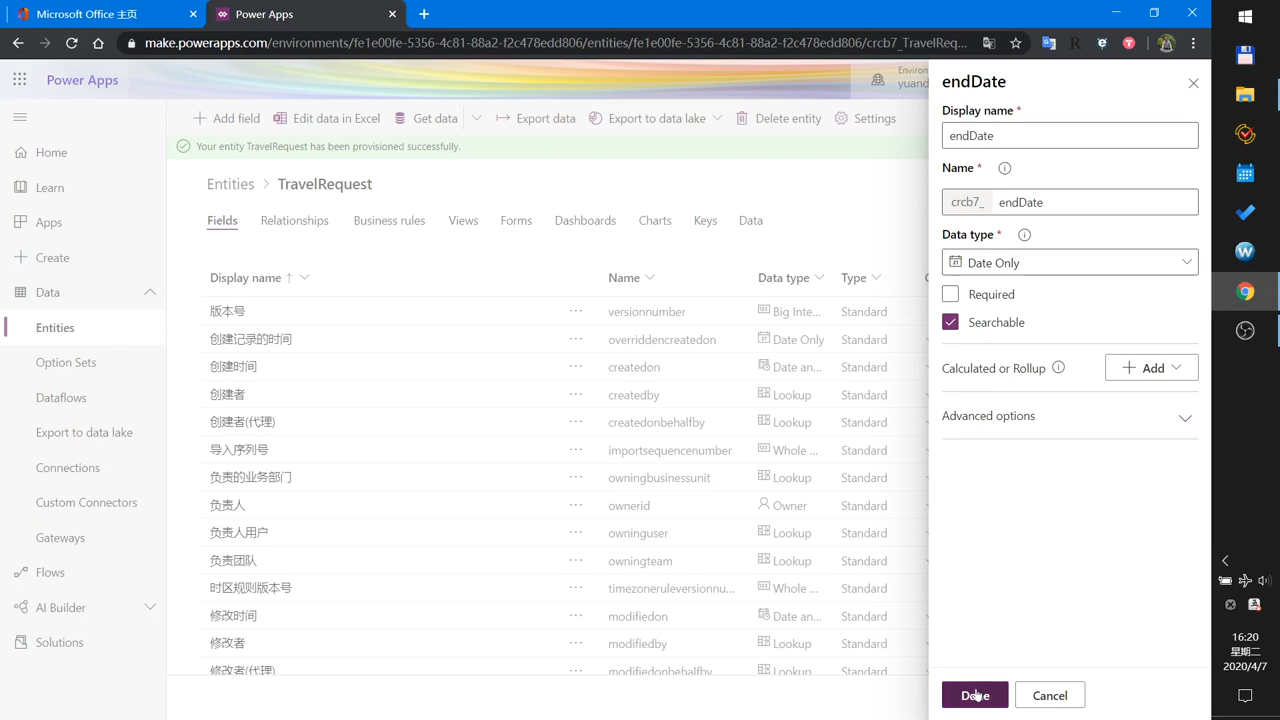 Microsoft Office 主页
Power Apps
make.powerapps.com/environments/fe1e00fe-5356-4c81-88a2-f2c478edd806/entities/fe1e00fe-5356-4c81-88a2-f2c478edd806/crcb7_TravelReq...
Power Apps
Environ
yuand
Add field
Edit data in Excel
Get data
Export data
Export to data lake
Delete entity
Settings
Your entity TravelRequest has been provisioned successfully.
Home
Learn
Apps
Create
Data
Entities
Option Sets
Dataflows
Export to data lake
Connections
Custom Connectors
Gateways
Flows
AI Builder
Solutions
Entities > TravelRequest
Fields Relationships Business rules Views Forms Dashboards Charts Keys Data
Display name ↑ Name Data type Type
版本号 ··· versionnumber Big Inte... Standard
创建记录的时间 ··· overriddencreatedon Date Only Standard
创建时间 ··· createdon Date an... Standard
创建者 ··· createdby Lookup Standard
创建者(代理) ··· createdonbehalfby Lookup Standard
导入序列号 ··· importsequencenumber Whole ... Standard
负责的业务部门 ··· owningbusinessunit Lookup Standard
负责人 ··· ownerid Owner Standard
负责人用户 ··· owninguser Lookup Standard
负责团队 ··· owningteam Lookup Standard
时区规则版本号 ··· timezoneruleversionnu... Whole ... Standard
修改时间 ··· modifiedon Date an... Standard
修改者 ··· modifiedby Lookup Standard
修改者(代理) ··· modifiedonbehalfby Lookup Standard
endDate
Display name *
endDate
Name *
crcb7_ endDate
Data type *
Date Only
Required
Searchable
Calculated or Rollup
Add
Advanced options
Done
Cancel
16:20
星期二
2020/4/7